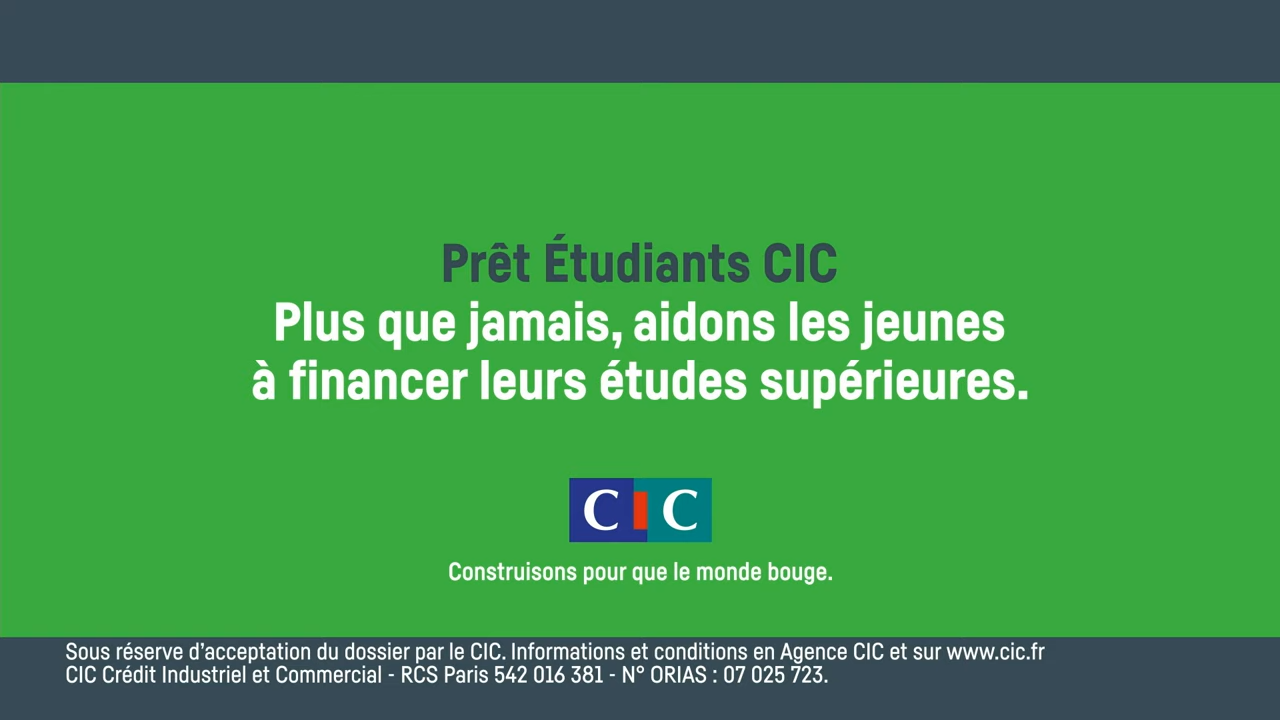 Prêt Étudiants CIC
Plus que jamais, aidons les jeunes
à financer leurs études supérieures.
CIC
Construisons pour que le monde bouge.
Sous réserve d'acceptation du dossier par le CIC. Informations et conditions en Agence CIC et sur www.cic.fr
CIC Crédit Industriel et Commercial - RCS Paris 542 016 381 - N° ORIAS : 07 025 723.